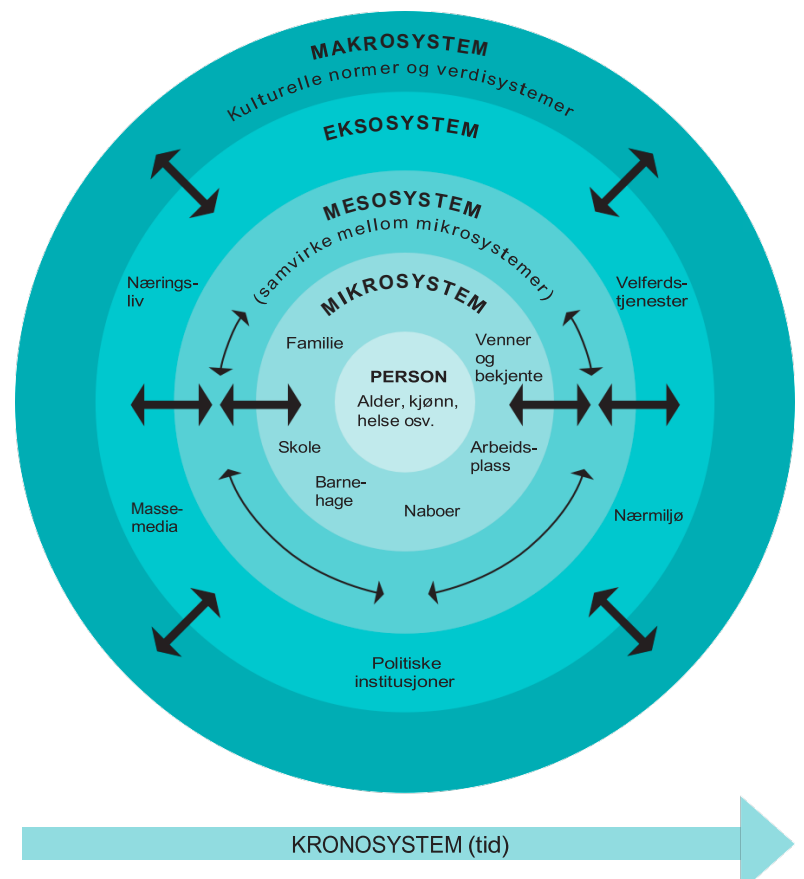 MAKROSYSTEM
Kulturelle normer og verdisystemer
EKSOSYSTEM
MESOSYSTEM
(samvirke mellom mikrosystemer)
MIKROSYSTEM
Nærings-
liv
Velferds-
tjenester
Familie
Venner
og
bekjente
PERSON
Alder, kjønn,
helse osv.
Skole
Arbeids-
plass
Barne-
hage
Naboer
Masse-
media
Nærmiljø
Politiske
institusjoner
KRONOSYSTEM (tid)